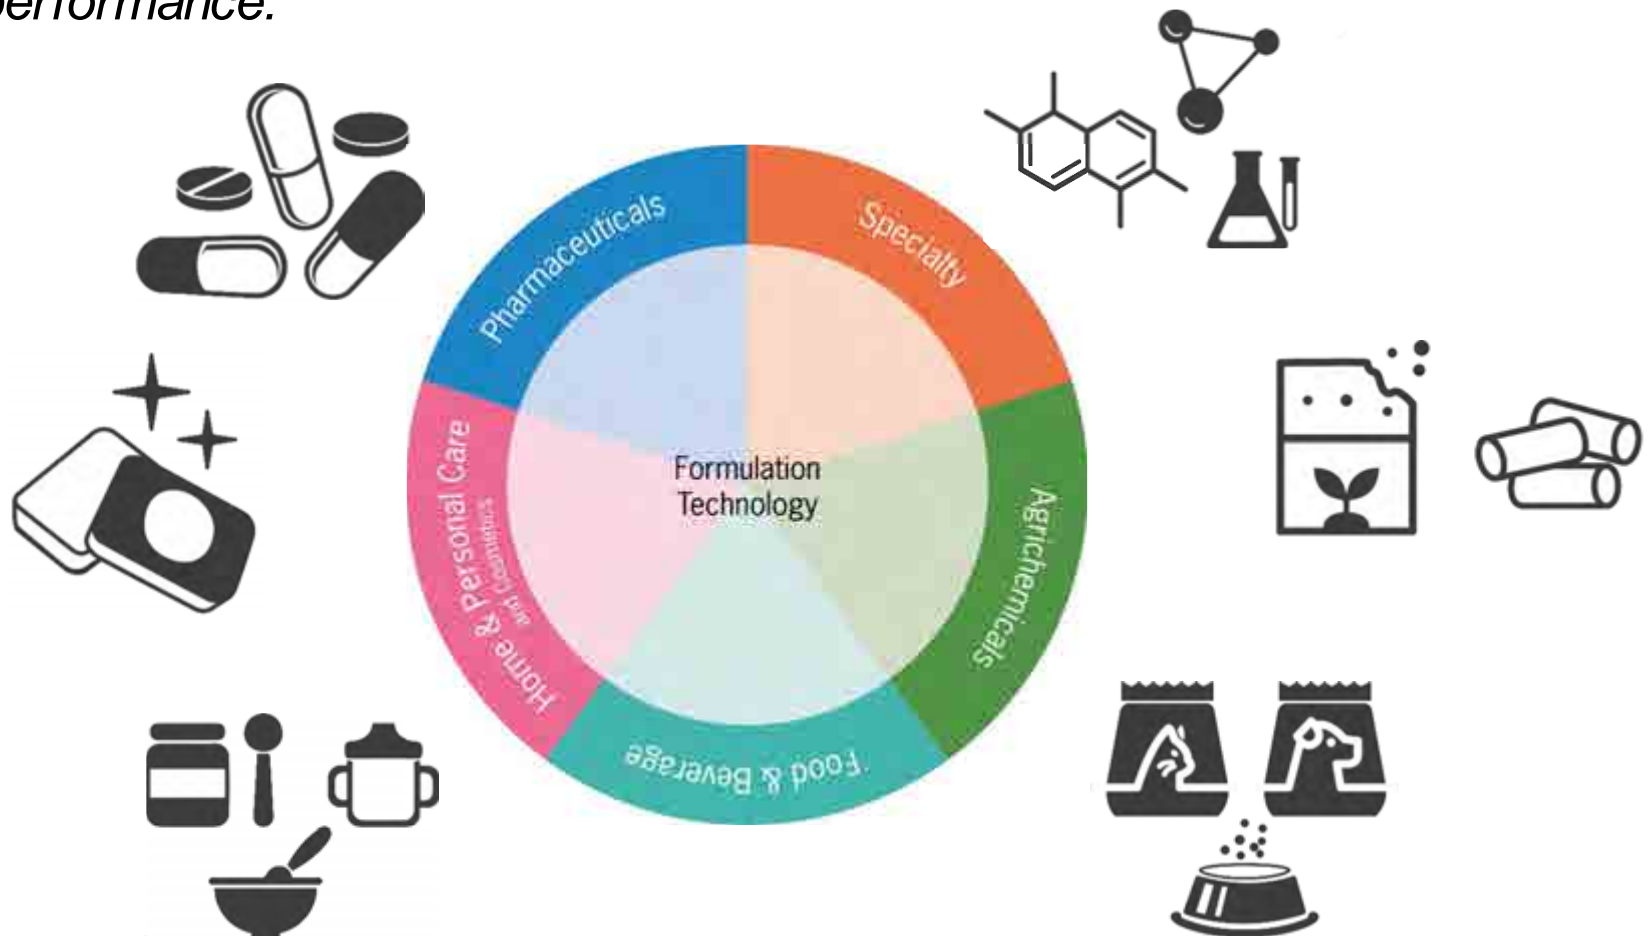 performance.
Pharmaceuticals
Specialty
Agrichemicals
Food & Beverage
Home & Personal Care
and Cosmetics
Formulation
Technology